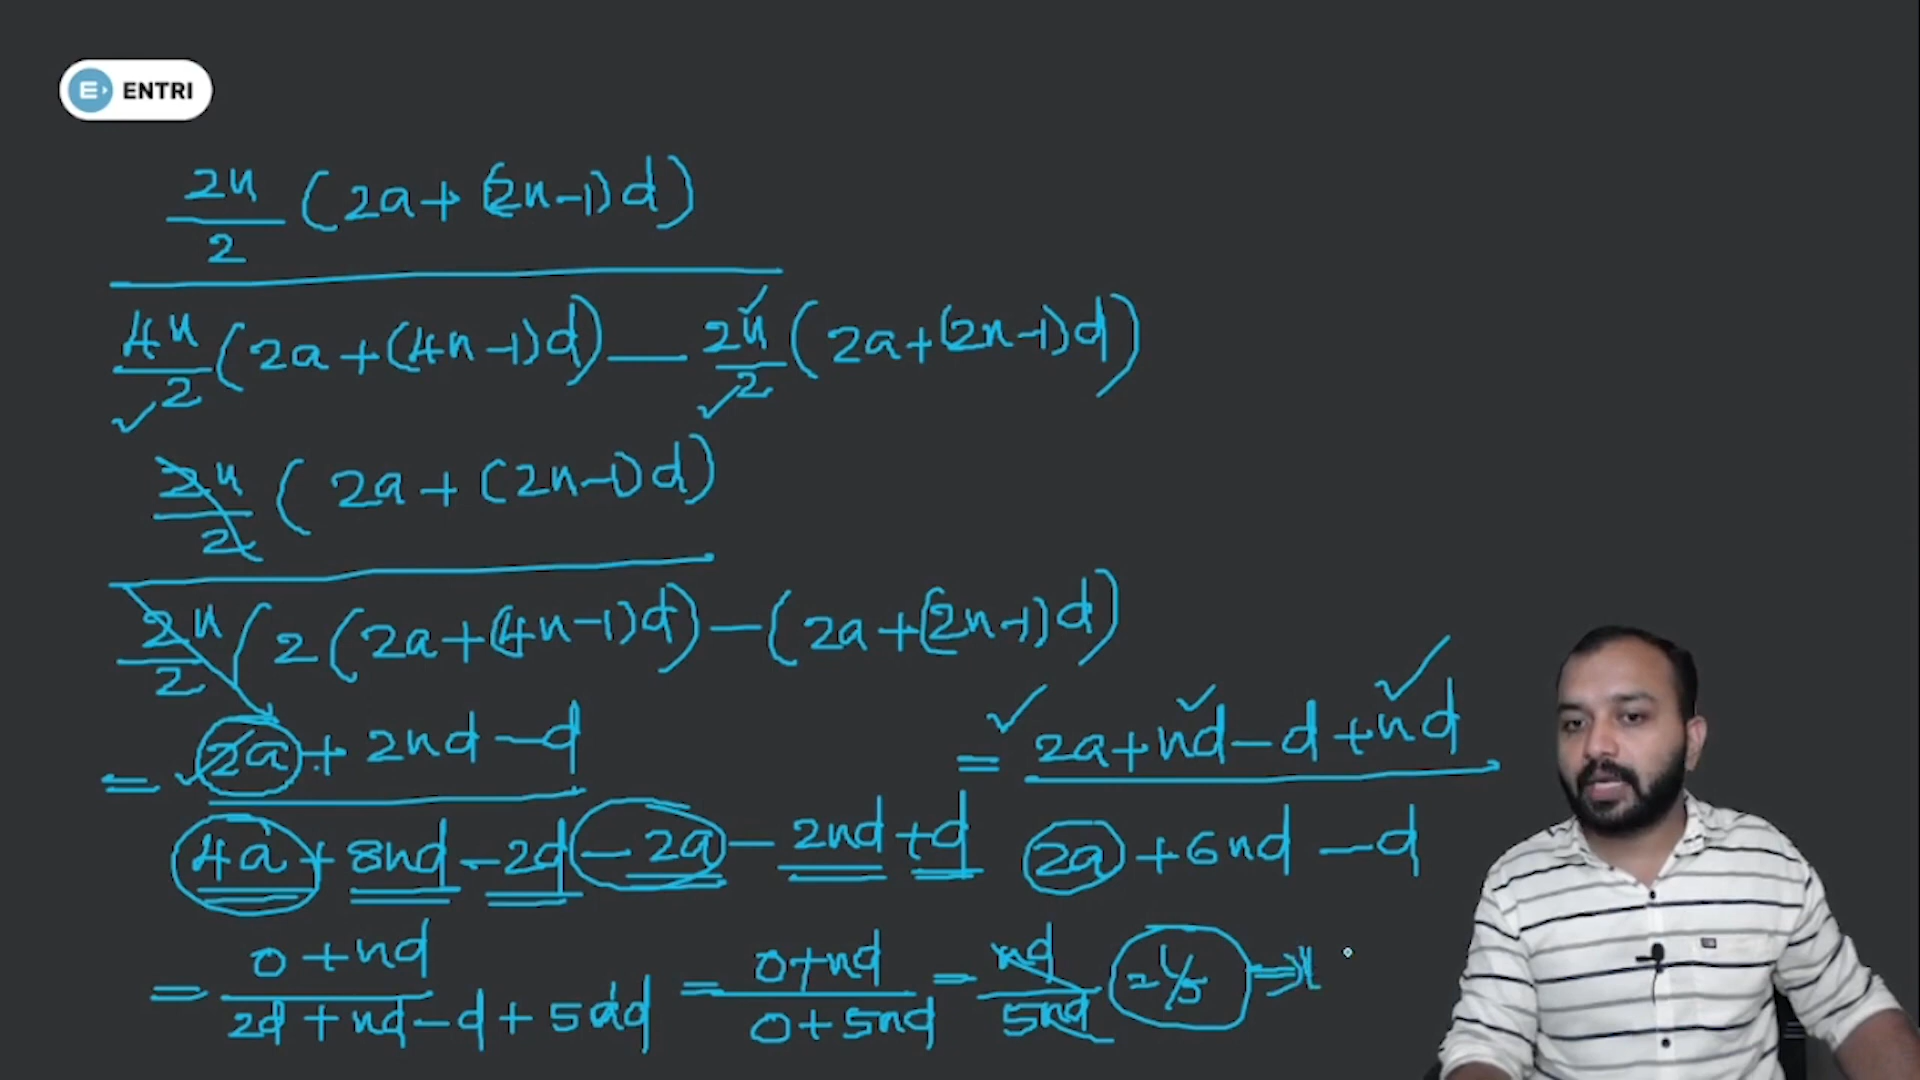 ENTRI
2n/2 (2a+(2n-1)d)
4n/2 (2a+(4n-1)d) — 2n/2 (2a+(2n-1)d)
2n/2 (2a+(2n-1)d)
2n/2 (2(2a+(4n-1)d) — (2a+(2n-1)d)
= 2a + 2nd - d
4a + 8nd - 2d - 2a - 2nd + d
= 2a+nd-d+nd
2a + 6nd - d
= 0+nd / 2a+nd-d+5nd = 0+nd / 0+5nd = nd / 5nd = 1/5 ⇒